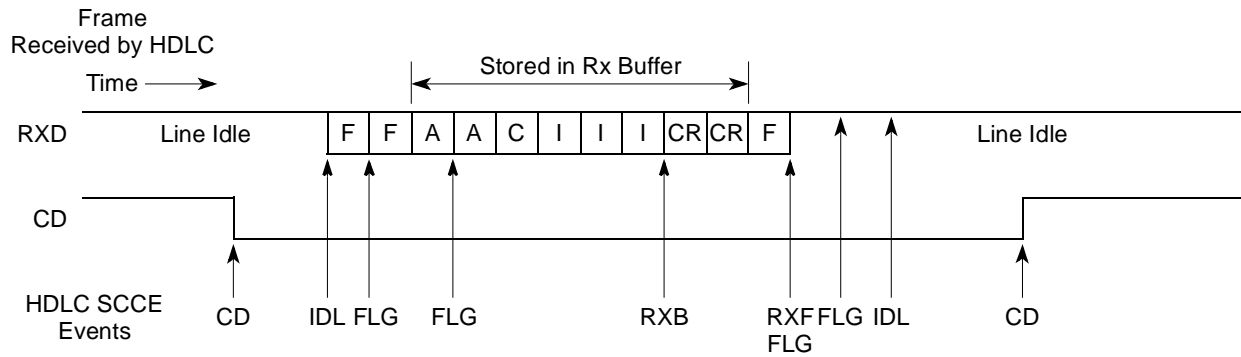 Frame
Received by HDLC
Time
Stored in Rx Buffer
RXD
Line Idle
F F A A C I I I CR CR F
Line Idle
CD
HDLC SCCE
Events
CD IDL FLG FLG RXB RXF FLG IDL CD
FLG